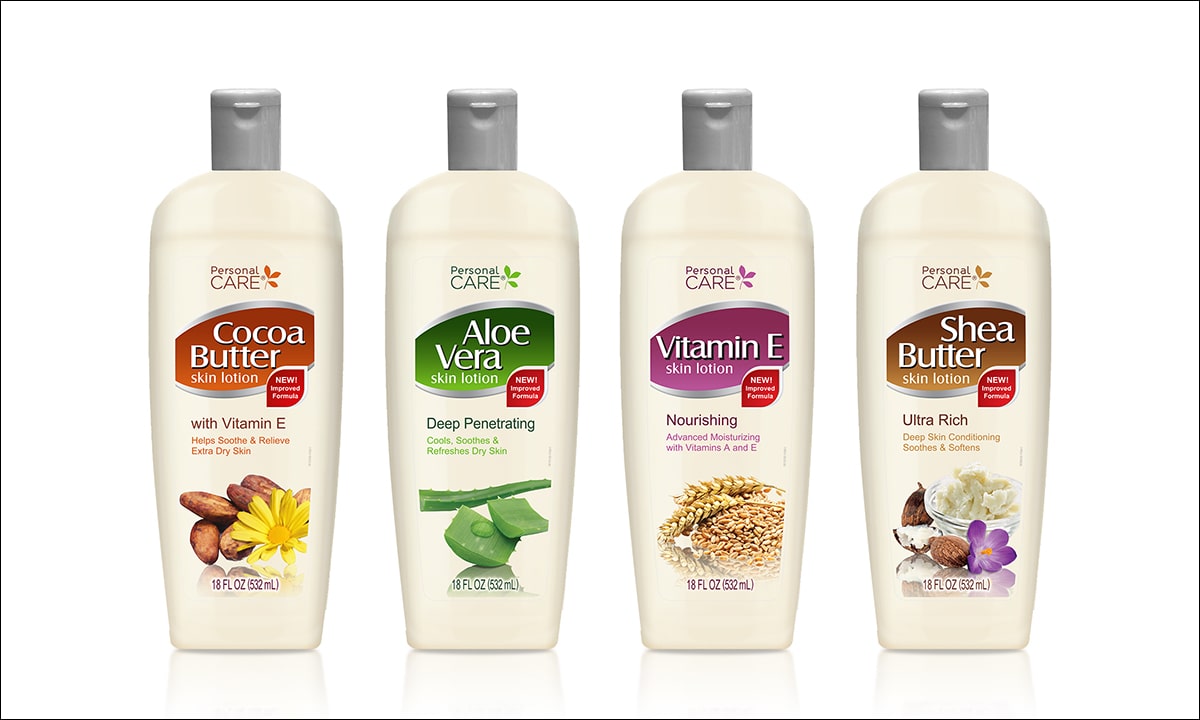 Personal
CARE®
Cocoa
Butter
skin lotion
NEW!
Improved
Formula
with Vitamin E
Helps Soothe & Relieve
Extra Dry Skin
18 FL OZ (532 mL)
Personal
CARE®
Aloe
Vera
skin lotion
NEW!
Improved
Formula
Deep Penetrating
Cools, Soothes &
Refreshes Dry Skin
18 FL OZ (532 mL)
Personal
CARE®
Vitamin E
skin lotion
NEW!
Improved
Formula
Nourishing
Advanced Moisturizing
with Vitamins A and E
18 FL OZ (532 mL)
Personal
CARE®
Shea
Butter
skin lotion
NEW!
Improved
Formula
Ultra Rich
Deep Skin Conditioning
Soothes & Softens
18 FL OZ (532 mL)